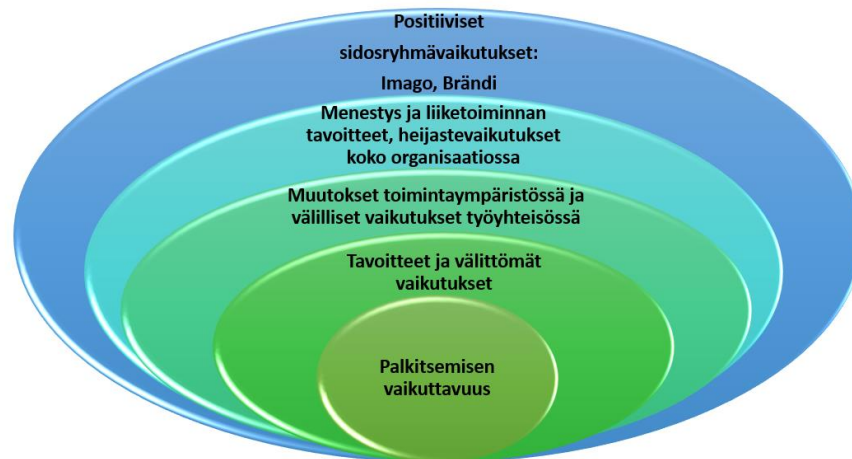 Positiiviset
sidosryhmävaikutukset:
Imago, Brändi
Menestys ja liiketoiminnan
tavoitteet, heijastevaikutukset
koko organisaatiossa
Muutokset toimintaympäristössä ja
välilliset vaikutukset työyhteisössä
Tavoitteet ja välittömät
vaikutukset
Palkitsemisen
vaikuttavuus